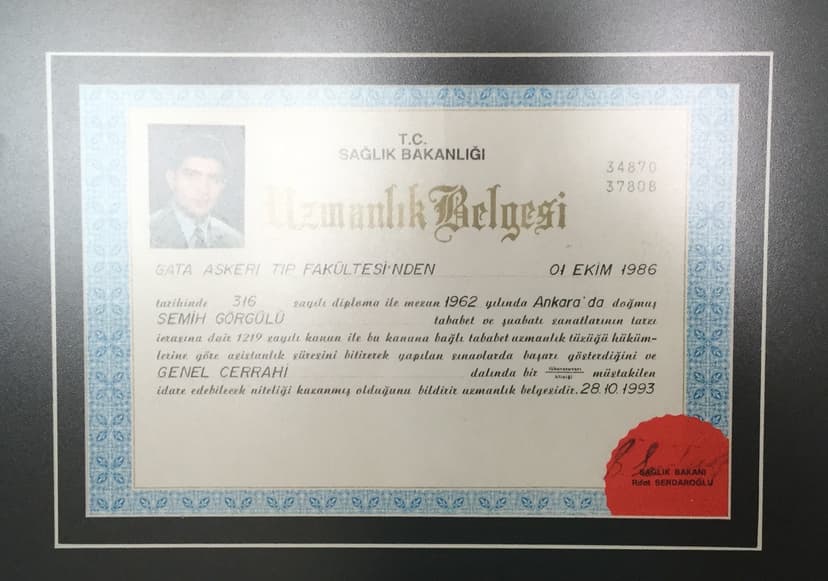 T.C.
SAĞLIK BAKANLIĞI
34870
37808
Uzmanlık Belgesi
GATA ASKERİ TIP FAKÜLTESİ'NDEN 01 EKİM 1986
tarihinde 316 sayılı diploma ile mezun 1962 yılında Ankara'da doğmuş
SEMİH GÖRGÜLÜ tababet ve şuabatı sanatlarının tarzı
icrasına dair 1219 sayılı kanun ile bu kanuna bağlı tababet uzmanlık tüzüğü hüküm-
lerine göre asistanlık süresini bitirerek yapılan sınavlarda başarı gösterdiğini ve
GENEL CERRAHİ dalında bir müstakilen
idare edebilecek niteliği kazanmış olduğunu bildirir uzmanlık belgesidir. 28.10.1993
SAĞLIK BAKANI
Rıfat SERDAROĞLU